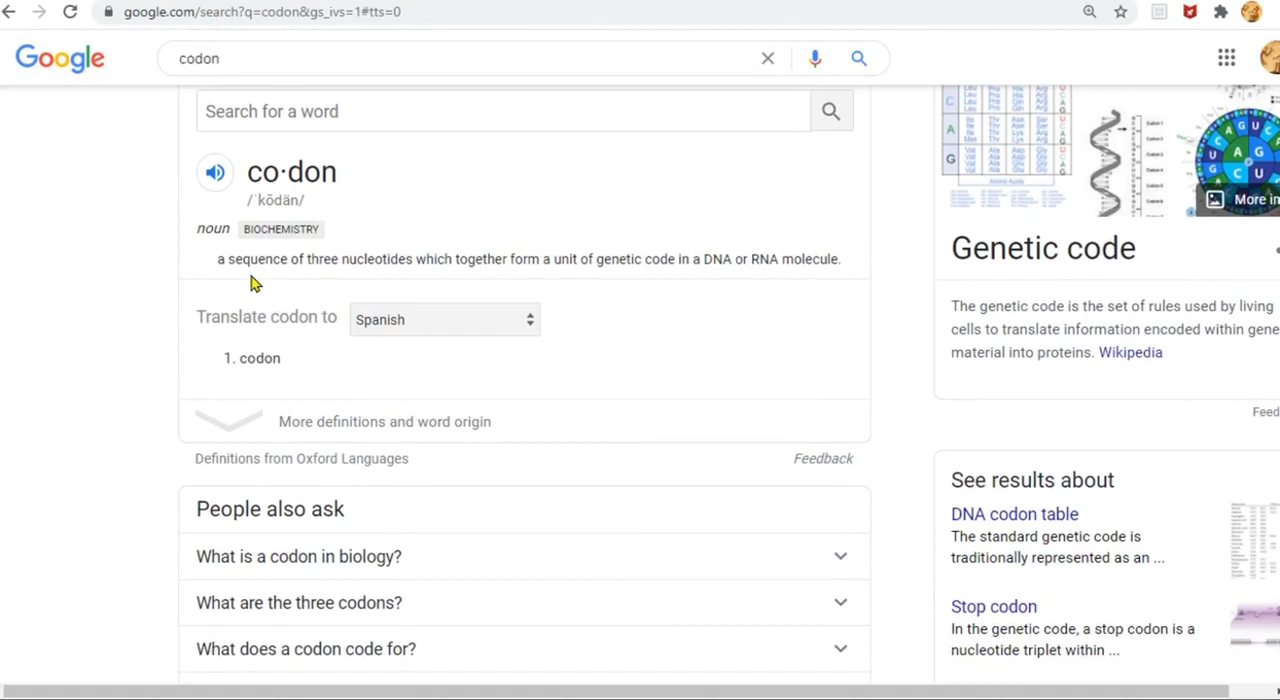 google.com/search?q=codon&gs_ivs=1#tts=0
Google
codon
Search for a word
co·don
/ˈkōdän/
noun BIOCHEMISTRY
a sequence of three nucleotides which together form a unit of genetic code in a DNA or RNA molecule.
Translate codon to Spanish
1. codon
More definitions and word origin
Definitions from Oxford Languages
Feedback
People also ask
What is a codon in biology?
What are the three codons?
What does a codon code for?
C
A
G
More in
Genetic code
The genetic code is the set of rules used by living
cells to translate information encoded within gene
material into proteins. Wikipedia
Feed
See results about
DNA codon table
The standard genetic code is
traditionally represented as an ...
Stop codon
In the genetic code, a stop codon is a
nucleotide triplet within ...